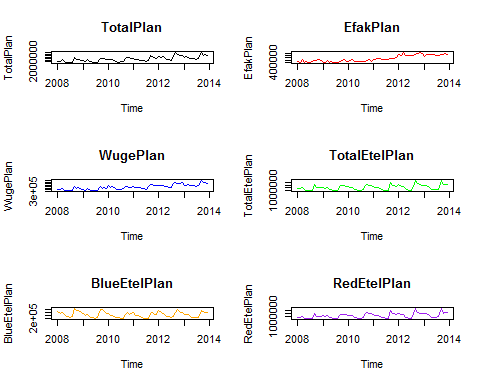 TotalPlan
TotalPlan
20000000
2008 2010 2012 2014
Time
EfakPlan
EfakPlan
400000
2008 2010 2012 2014
Time
WugePlan
WugePlan
3e+05
2008 2010 2012 2014
Time
TotalEtelPlan
TotalEtelPlan
1000000
2008 2010 2012 2014
Time
BlueEtelPlan
BlueEtelPlan
2e+05
2008 2010 2012 2014
Time
RedEtelPlan
RedEtelPlan
1000000
2008 2010 2012 2014
Time